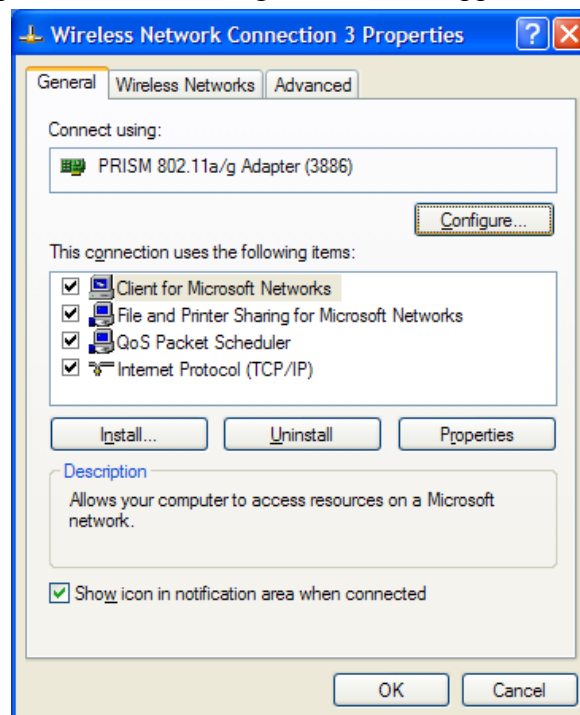 Wireless Network Connection 3 Properties
General Wireless Networks Advanced
Connect using:
PRISM 802.11a/g Adapter (3886)
Configure...
This connection uses the following items:
Client for Microsoft Networks
File and Printer Sharing for Microsoft Networks
QoS Packet Scheduler
Internet Protocol (TCP/IP)
Install... Uninstall Properties
Description
Allows your computer to access resources on a Microsoft
network.
Show icon in notification area when connected
OK Cancel